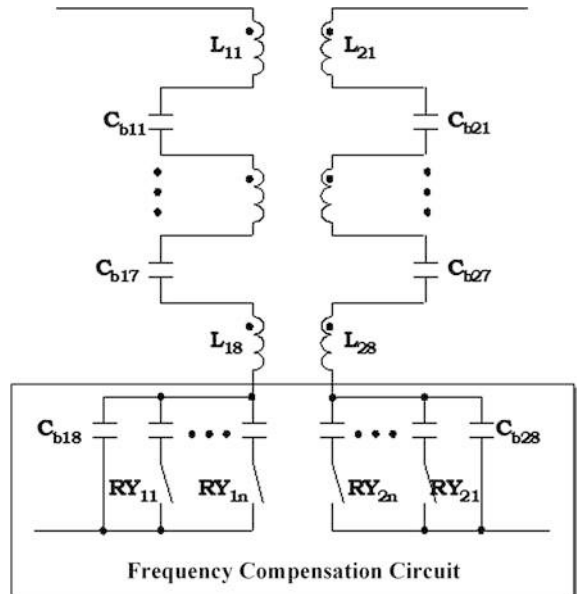 L11 L21
Cb11 Cb21
Cb17 Cb27
L18 L28
Cb18 RY11 RY1n RY2n RY21 Cb28
Frequency Compensation Circuit